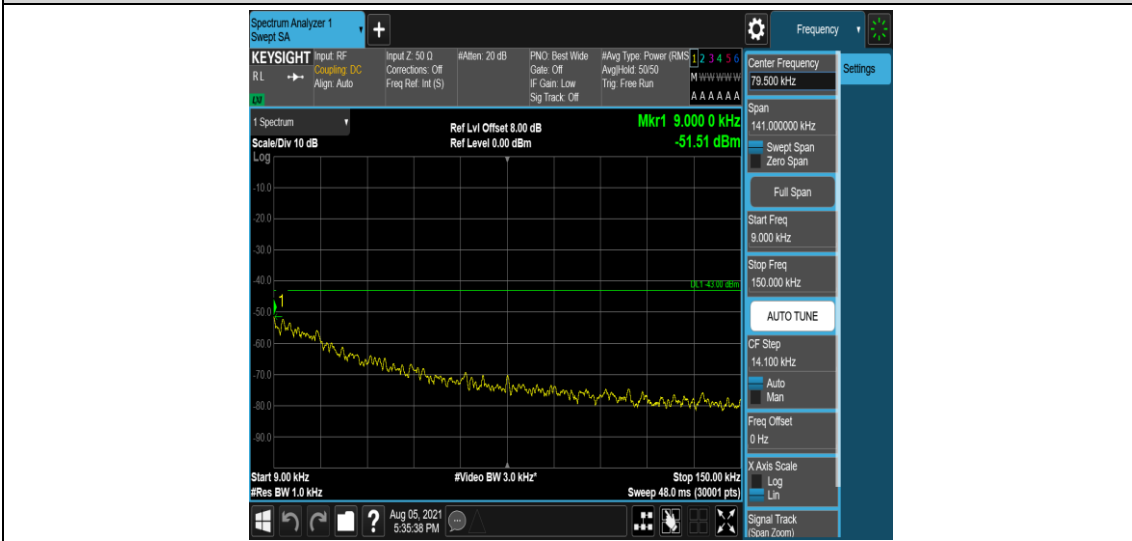 Spectrum Analyzer 1
Swept SA
+
Frequency
KEYSIGHT
RL
LXI
Input: RF
Coupling: DC
Align: Auto
Input Z: 50 Ω
Corrections: Off
Freq Ref: Int (S)
#Atten: 20 dB
PNO: Best Wide
Gate: Off
IF Gain: Low
Sig Track: Off
#Avg Type: Power (RMS
Avg|Hold: 50/50
Trig: Free Run
1 2 3 4 5 6
M W W W W W
A A A A A A
1 Spectrum
Scale/Div 10 dB
Ref Lvl Offset 8.00 dB
Ref Level 0.00 dBm
Mkr1 9.000 0 kHz
-51.51 dBm
Log
-10.0
-20.0
-30.0
-40.0
DL1 -43.00 dBm
1
-50.0
-60.0
-70.0
-80.0
-90.0
Start 9.00 kHz
#Res BW 1.0 kHz
#Video BW 3.0 kHz*
Stop 150.00 kHz
Sweep 48.0 ms (30001 pts)
?
Aug 05, 2021
5:35:38 PM
Center Frequency
79.500 kHz
Settings
Span
141.000000 kHz
Swept Span
Zero Span
Full Span
Start Freq
9.000 kHz
Stop Freq
150.000 kHz
AUTO TUNE
CF Step
14.100 kHz
Auto
Man
Freq Offset
0 Hz
X Axis Scale
Log
Lin
Signal Track
(Span Zoom)